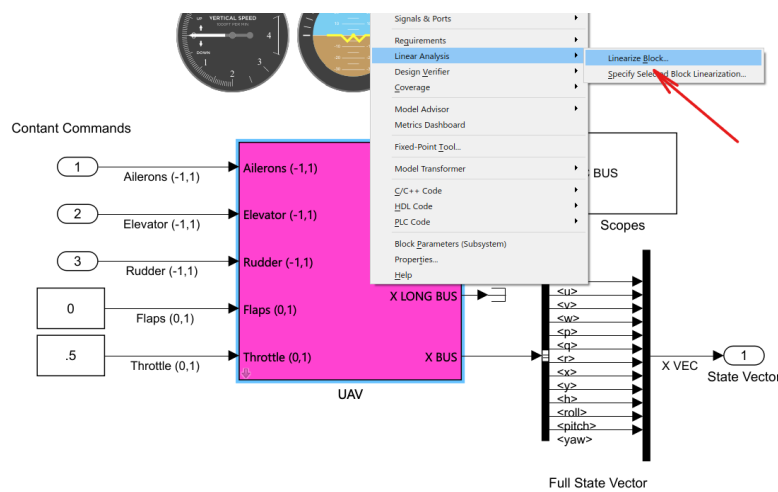 UP
VERTICAL SPEED
DOWN
1
2
3
4
Signals & Ports
Requirements
Linear Analysis
Design Verifier
Coverage
Model Advisor
Metrics Dashboard
Fixed-Point Tool...
Model Transformer
C/C++ Code
HDL Code
PLC Code
Block Parameters (Subsystem)
Properties...
Help
Linearize Block...
Specify Selected Block Linearization...
Contant Commands
1
Ailerons (-1,1)
2
Elevator (-1,1)
3
Rudder (-1,1)
0
Flaps (0,1)
.5
Throttle (0,1)
Ailerons (-1,1)
Elevator (-1,1)
Rudder (-1,1)
Flaps (0,1)
Throttle (0,1)
X LONG BUS
X BUS
UAV
BUS
Scopes
<u>
<v>
<w>
<p>
<q>
<r>
<x>
<y>
<h>
<roll>
<pitch>
<yaw>
X VEC
1
State Vector
Full State Vector